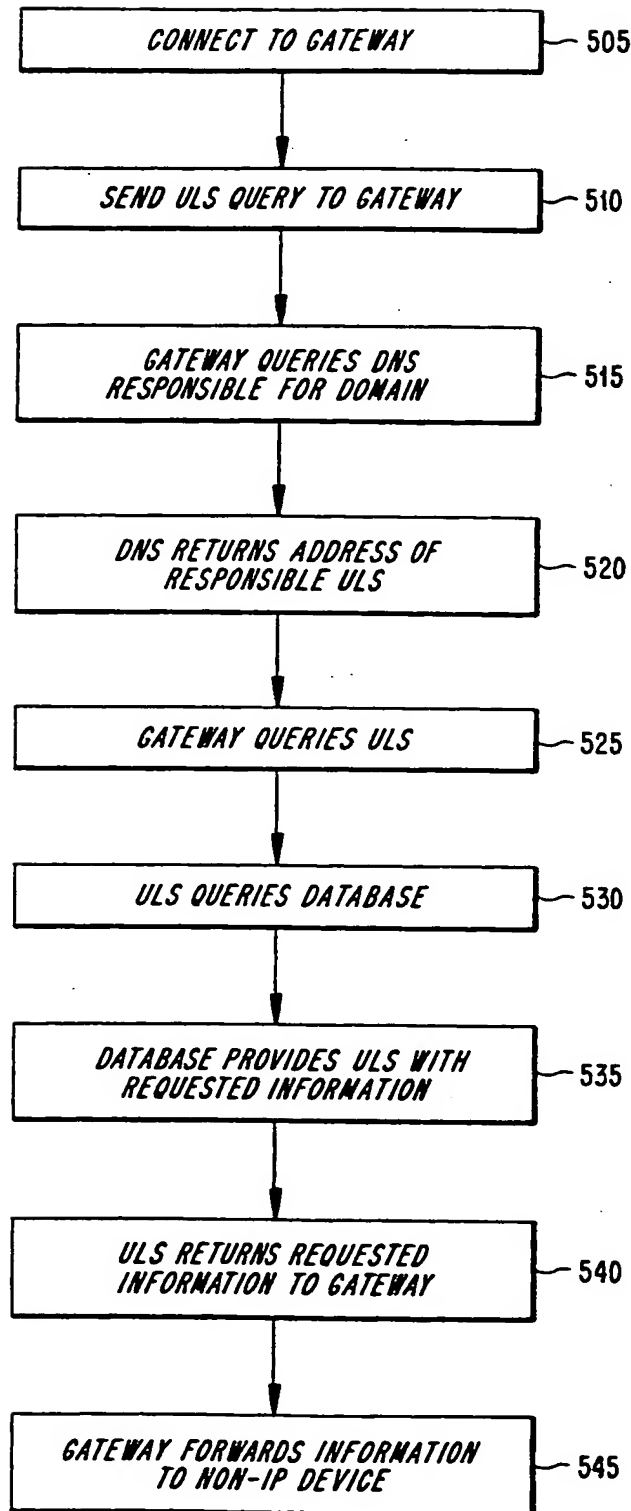 CONNECT TO GATEWAY
505
SEND ULS QUERY TO GATEWAY
510
GATEWAY QUERIES DNS
RESPONSIBLE FOR DOMAIN
515
DNS RETURNS ADDRESS OF
RESPONSIBLE ULS
520
GATEWAY QUERIES ULS
525
ULS QUERIES DATABASE
530
DATABASE PROVIDES ULS WITH
REQUESTED INFORMATION
535
ULS RETURNS REQUESTED
INFORMATION TO GATEWAY
540
GATEWAY FORWARDS INFORMATION
TO NON-IP DEVICE
545